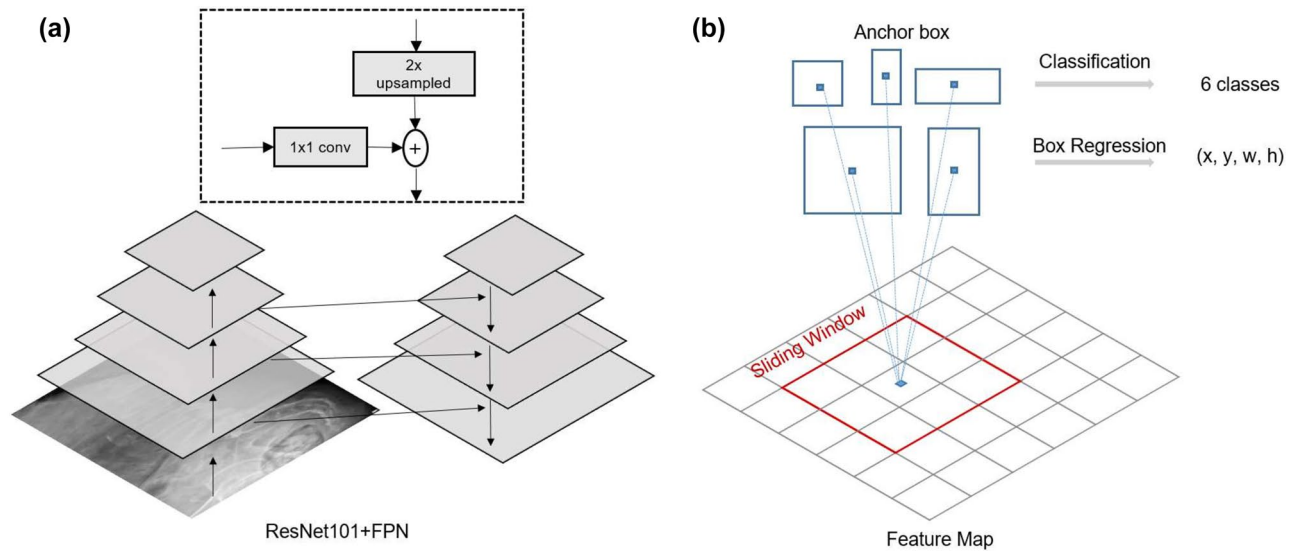 (a)
2x
upsampled
1x1 conv
+
ResNet101+FPN
(b)
Anchor box
Classification
6 classes
Box Regression
(x, y, w, h)
Sliding Window
Feature Map